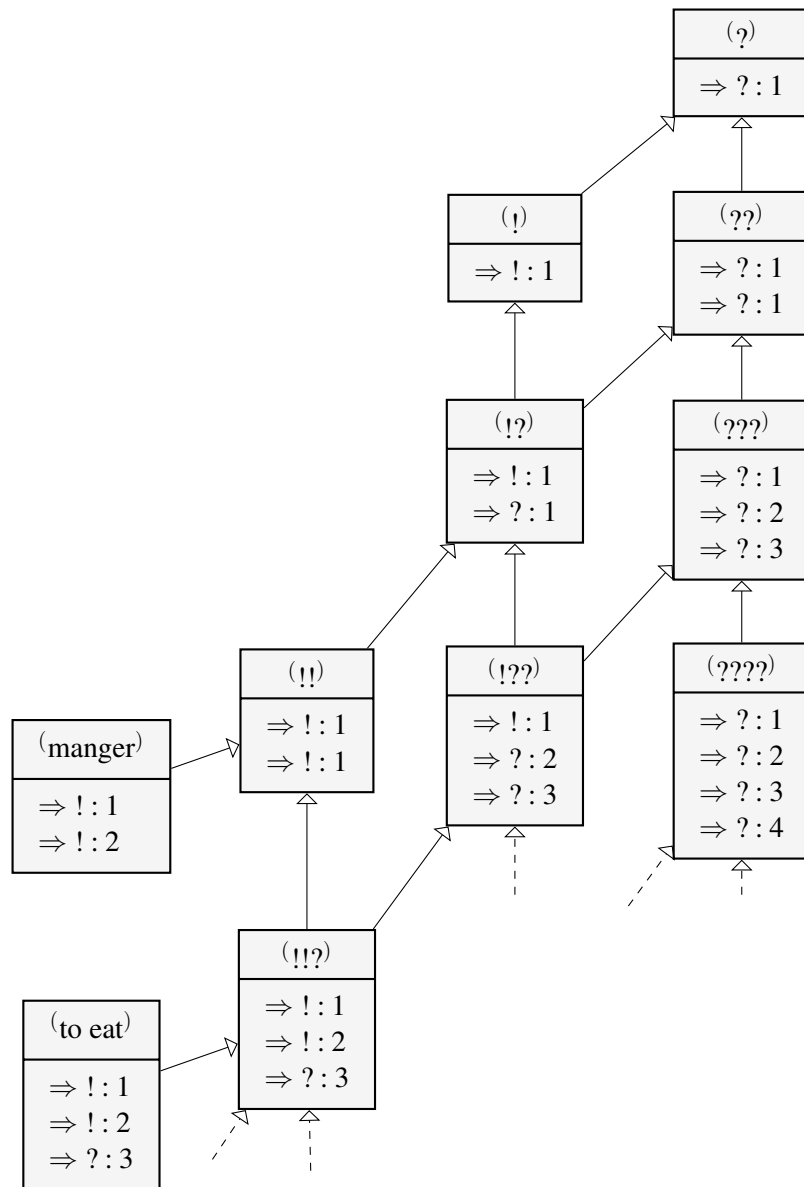 (?)
⇒ ? : 1
(!)
⇒ ! : 1
(??)
⇒ ? : 1
⇒ ? : 1
(!?)
⇒ ! : 1
⇒ ? : 1
(???)
⇒ ? : 1
⇒ ? : 2
⇒ ? : 3
(!!)
⇒ ! : 1
⇒ ! : 1
(!??)
⇒ ! : 1
⇒ ? : 2
⇒ ? : 3
(????)
⇒ ? : 1
⇒ ? : 2
⇒ ? : 3
⇒ ? : 4
(manger)
⇒ ! : 1
⇒ ! : 2
(!!?)
⇒ ! : 1
⇒ ! : 2
⇒ ? : 3
(to eat)
⇒ ! : 1
⇒ ! : 2
⇒ ? : 3